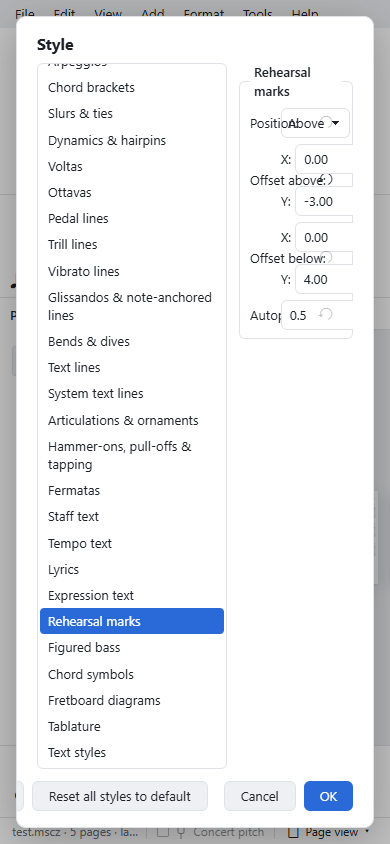 File Edit View Add Format Tools Help
Style
Arpeggios
Chord brackets
Slurs & ties
Dynamics & hairpins
Voltas
Ottavas
Pedal lines
Trill lines
Vibrato lines
Glissandos & note-anchored
lines
Bends & dives
Text lines
System text lines
Articulations & ornaments
Hammer-ons, pull-offs &
tapping
Fermatas
Staff text
Tempo text
Lyrics
Expression text
Rehearsal marks
Figured bass
Chord symbols
Fretboard diagrams
Tablature
Text styles
Rehearsal
marks
Position: Above
X: 0.00
Offset above:
Y: -3.00
X: 0.00
Offset below:
Y: 4.00
0.5
Reset all styles to default
Cancel
OK
test.mscz · 5 pages · la...
Concert pitch
Page view